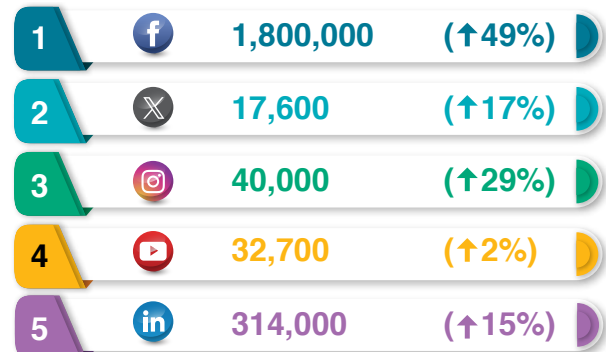 1 f 1,800,000 (↑49%)
2 X 17,600 (↑17%)
3 40,000 (↑29%)
4 32,700 (↑2%)
5 in 314,000 (↑15%)